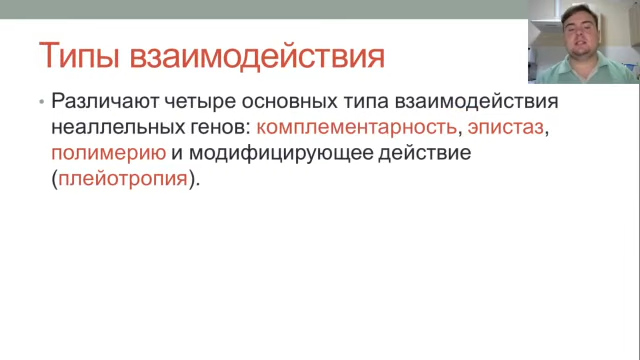 Типы взаимодействия
• Различают четыре основных типа взаимодействия
неаллельных генов: комплементарность, эпистаз,
полимерию и модифицирующее действие
(плейотропия).